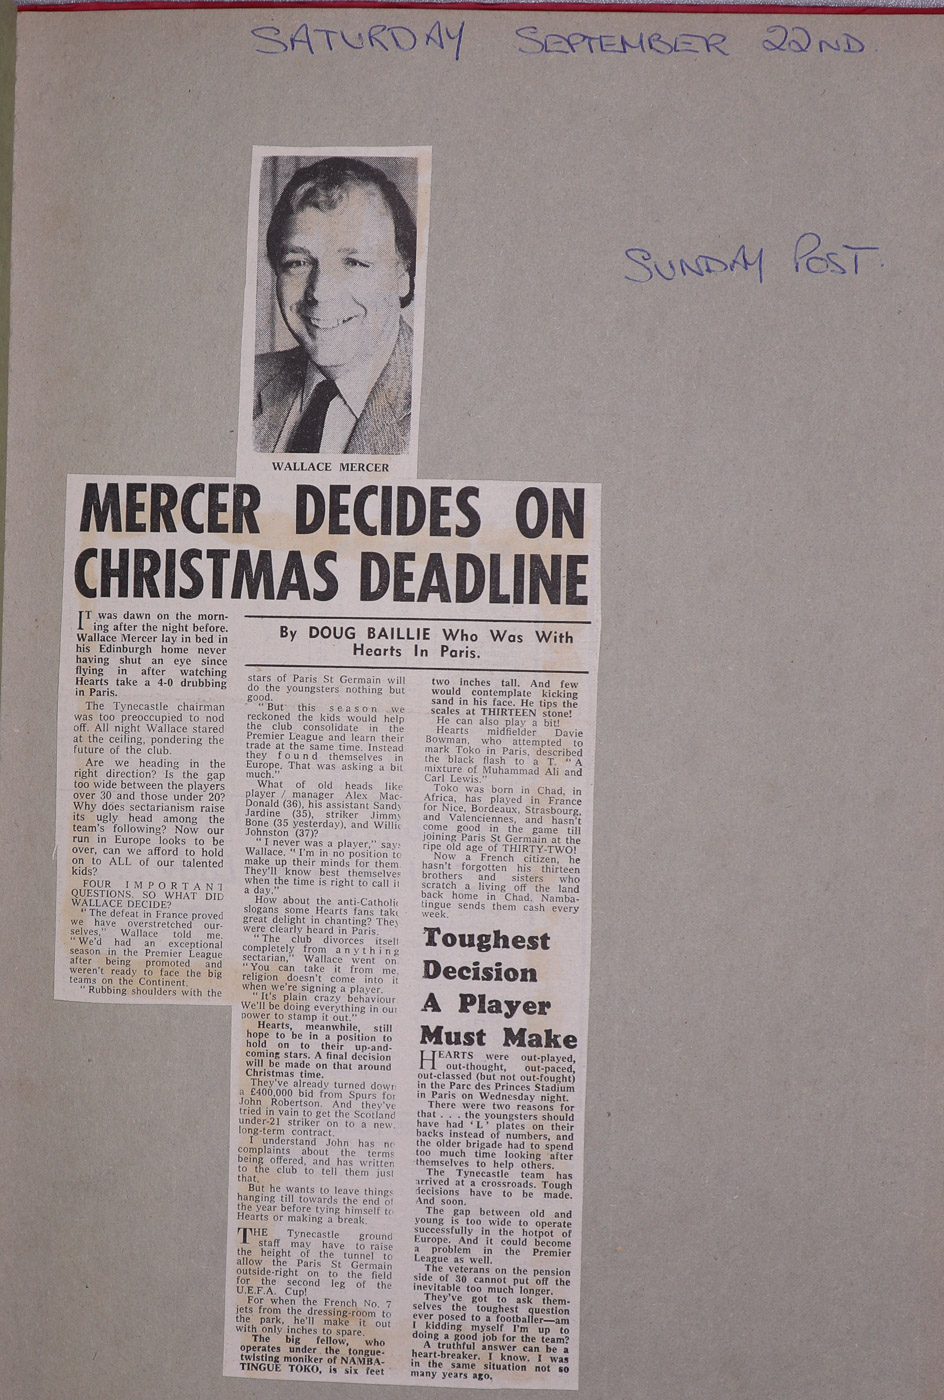 SATURDAY SEPTEMBER 22ND.
SUNDAY POST.
WALLACE MERCER
MERCER DECIDES ON
CHRISTMAS DEADLINE
By DOUG BAILLIE Who Was With
Hearts In Paris.
IT was dawn on the morn-
ing after the night before.
Wallace Mercer lay in bed in
his Edinburgh home never
having shut an eye since
flying in after watching
Hearts take a 4-0 drubbing
in Paris.
The Tynecastle chairman
was too preoccupied to nod
off. All night Wallace stared
at the ceiling, pondering the
future of the club.
Are we heading in the
right direction? Is the gap
too wide between the players
over 30 and those under 20?
Why does sectarianism raise
its ugly head among the
team's following? Now our
run in Europe looks to be
over, can we afford to hold
on to ALL of our talented
kids?
FOUR IMPORTANT
QUESTIONS. SO WHAT DID
WALLACE DECIDE?
"The defeat in France proved
we have overstretched our-
selves," Wallace told me.
"We'd had an exceptional
season in the Premier League
after being promoted and
weren't ready to face the big
teams on the Continent.
"Rubbing shoulders with the
stars of Paris St Germain will
do the youngsters nothing but
good.
"But this season we
reckoned the kids would help
the club consolidate in the
Premier League and learn their
trade at the same time. Instead
they found themselves in
Europe. That was asking a bit
much."
What of old heads like
player/manager Alex Mac-
Donald (36), his assistant Sandy
Jardine (35), striker Jimmy
Bone (35 yesterday), and Willie
Johnston (37)?
"I never was a player," says
Wallace. "I'm in no position to
make up their minds for them.
They'll know best themselves
when the time is right to call it
a day."
How about the anti-Catholic
slogans some Hearts fans take
great delight in chanting? They
were clearly heard in Paris.
"The club divorces itself
completely from anything
sectarian," Wallace went on.
"You can take it from me,
religion doesn't come into it
when we're signing a player.
"It's plain crazy behaviour.
We'll be doing everything in our
power to stamp it out."
Hearts, meanwhile, still
hope to be in a position to
hold on to their up-and-
coming stars. A final decision
will be made on that around
Christmas time.
They've already turned down
a £400,000 bid from Spurs for
John Robertson. And they've
tried in vain to get the Scotland
under-21 striker on to a new,
long-term contract.
I understand John has no
complaints about the terms
being offered, and has written
to the club to tell them just
that.
But he wants to leave things
hanging till towards the end of
the year before tying himself to
Hearts or making a break.
THE Tynecastle ground
staff may have to raise
the height of the tunnel to
allow the Paris St Germain
outside-right on to the field
for the second leg of the
U.E.F.A. Cup!
For when the French No. 7
jets from the dressing-room to
the park, he'll make it out
with only inches to spare.
The big fellow, who
operates under the tongue-
twisting moniker of NAMBA-
TINGUE TOKO, is six feet
two inches tall. And few
would contemplate kicking
sand in his face. He tips the
scales at THIRTEEN stone!
He can also play a bit!
Hearts midfielder Davie
Bowman, who attempted to
mark Toko in Paris, described
the black flash to a T. "A
mixture of Muhammad Ali and
Carl Lewis."
Toko was born in Chad, in
Africa, has played in France
for Nice, Bordeaux, Strasbourg,
and Valenciennes, and hasn't
come good in the game till
joining Paris St Germain at the
ripe old age of THIRTY-TWO!
Now a French citizen, he
hasn't forgotten his thirteen
brothers and sisters who
scratch a living off the land
back home in Chad. Namba-
tingue sends them cash every
week.
Toughest
Decision
A Player
Must Make
HEARTS were out-played,
out-thought, out-paced,
out-classed (but not out-fought)
in the Parc des Princes Stadium
in Paris on Wednesday night.
There were two reasons for
that . . . the youngsters should
have had 'L' plates on their
backs instead of numbers, and
the older brigade had to spend
too much time looking after
themselves to help others.
The Tynecastle team has
arrived at a crossroads. Tough
decisions have to be made.
And soon.
The gap between old and
young is too wide to operate
successfully in the hotpot of
Europe. And it could become
a problem in the Premier
League as well.
The veterans on the pension
side of 30 cannot put off the
inevitable too much longer.
They've got to ask them-
selves the toughest question
ever posed to a footballer—am
I kidding myself I'm up to
doing a good job for the team?
A truthful answer can be a
heart-breaker. I know. I was
in the same situation not so
many years ago.